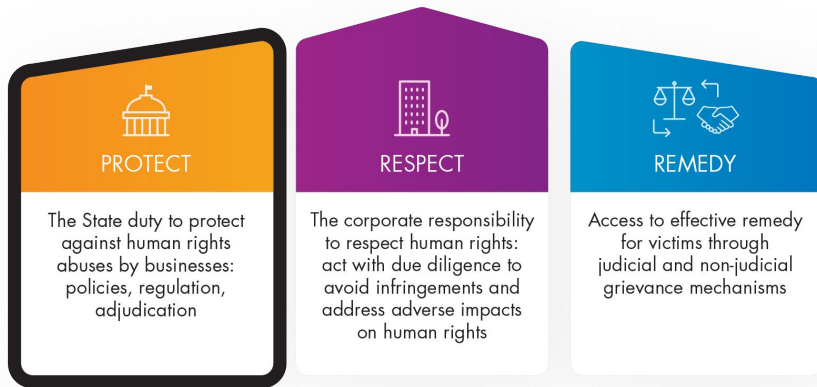 PROTECT
The State duty to protect
against human rights
abuses by businesses:
policies, regulation,
adjudication
RESPECT
The corporate responsibility
to respect human rights:
act with due diligence to
avoid infringements and
address adverse impacts
on human rights
REMEDY
Access to effective remedy
for victims through
judicial and non-judicial
grievance mechanisms